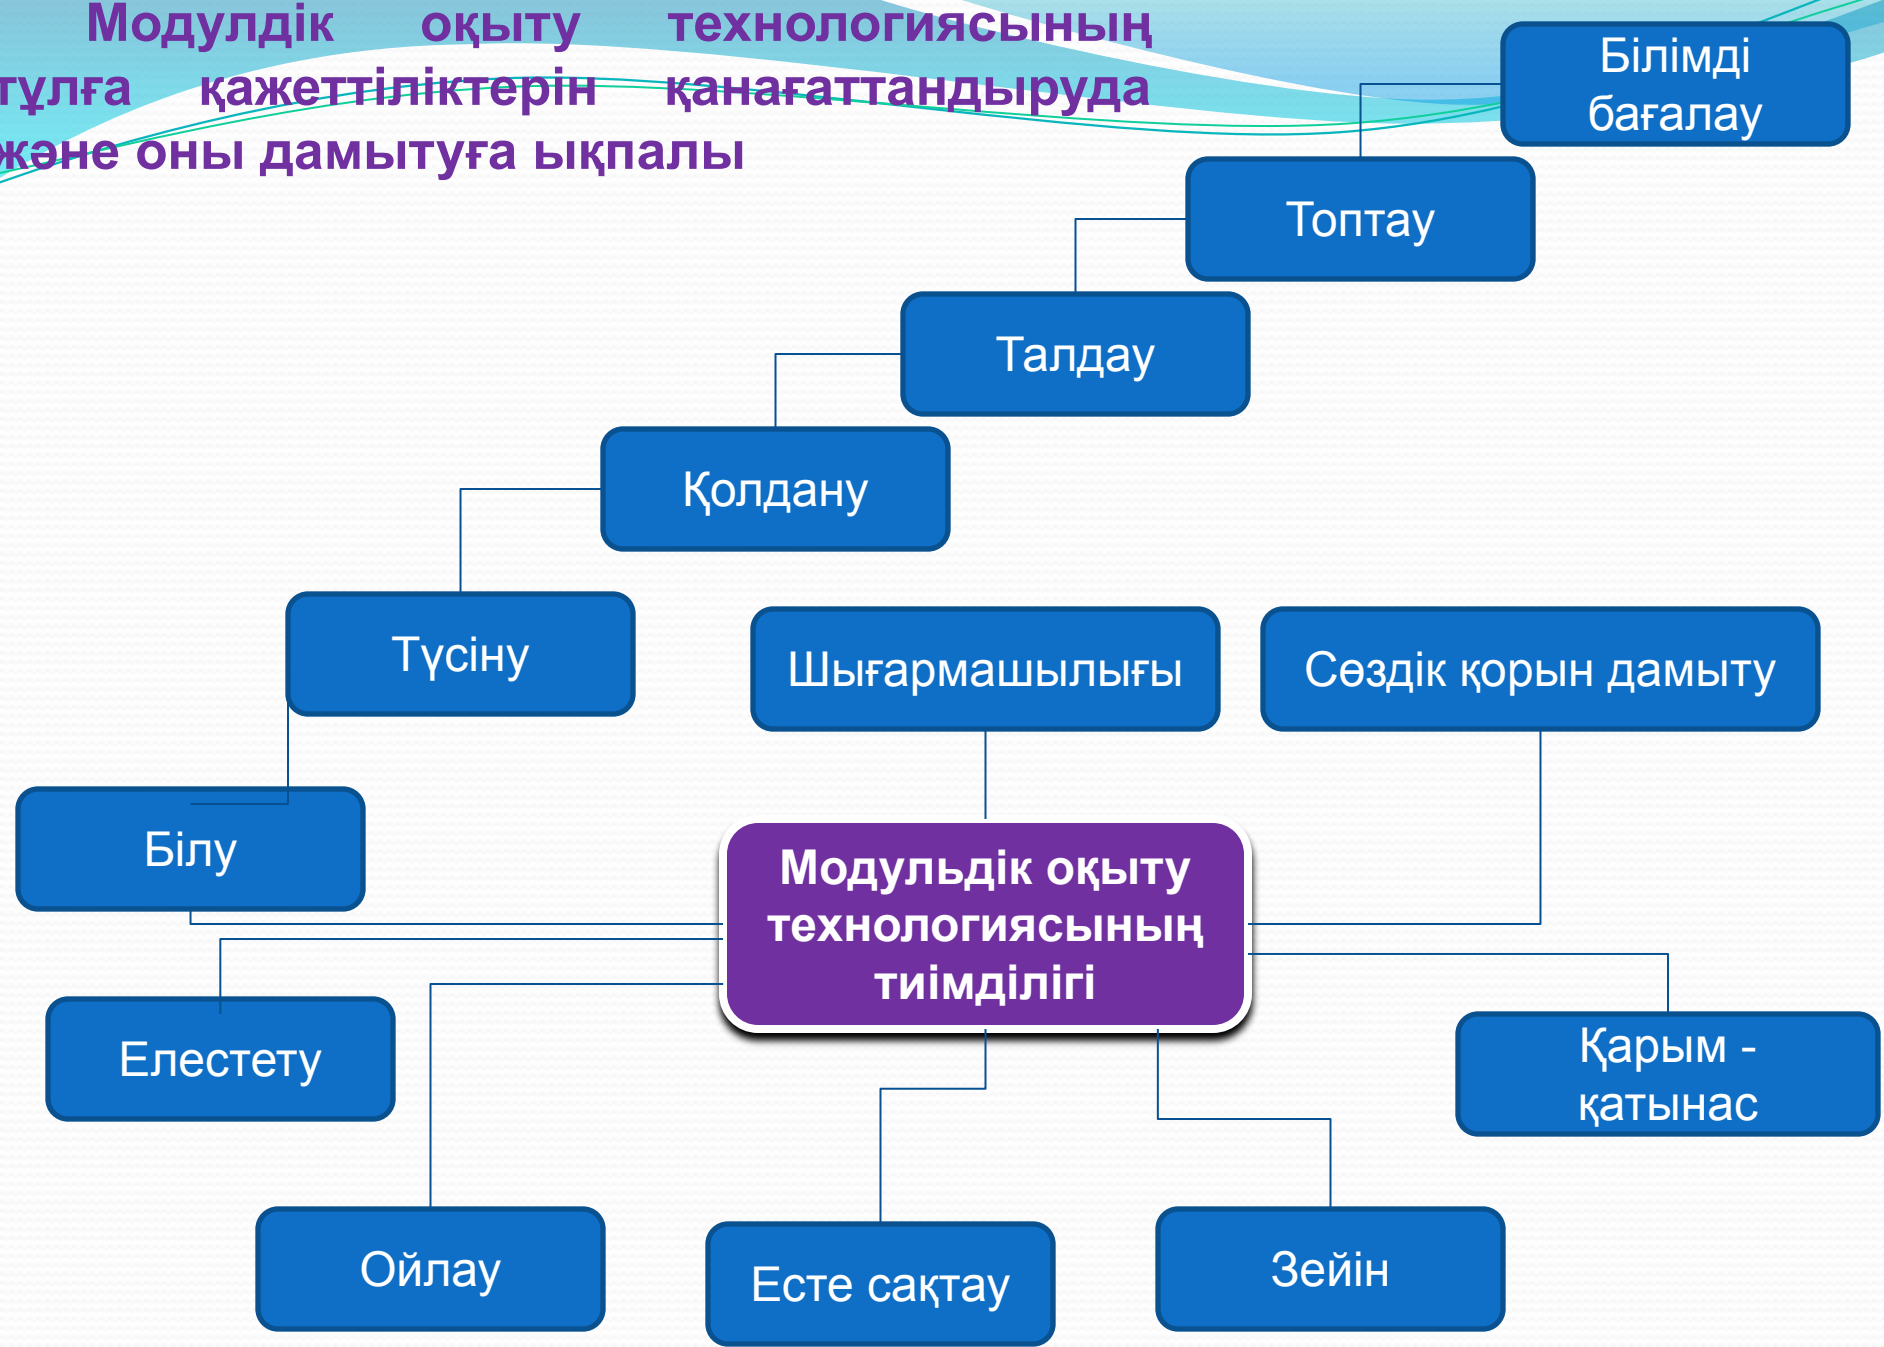 Модулдік оқыту технологиясының
тұлға қажеттіліктерін қанағаттандыруда
және оны дамытуға ықпалы
Білімді
бағалау
Топтау
Талдау
Қолдану
Түсіну
Шығармашылығы
Сөздік қорын дамыту
Білу
Модульдік оқыту
технологиясының
тиімділігі
Елестету
Қарым -
қатынас
Ойлау
Есте сақтау
Зейін